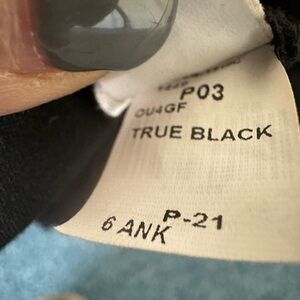 P03
OU4GF
TRUE BLACK
P-21
6 ANK